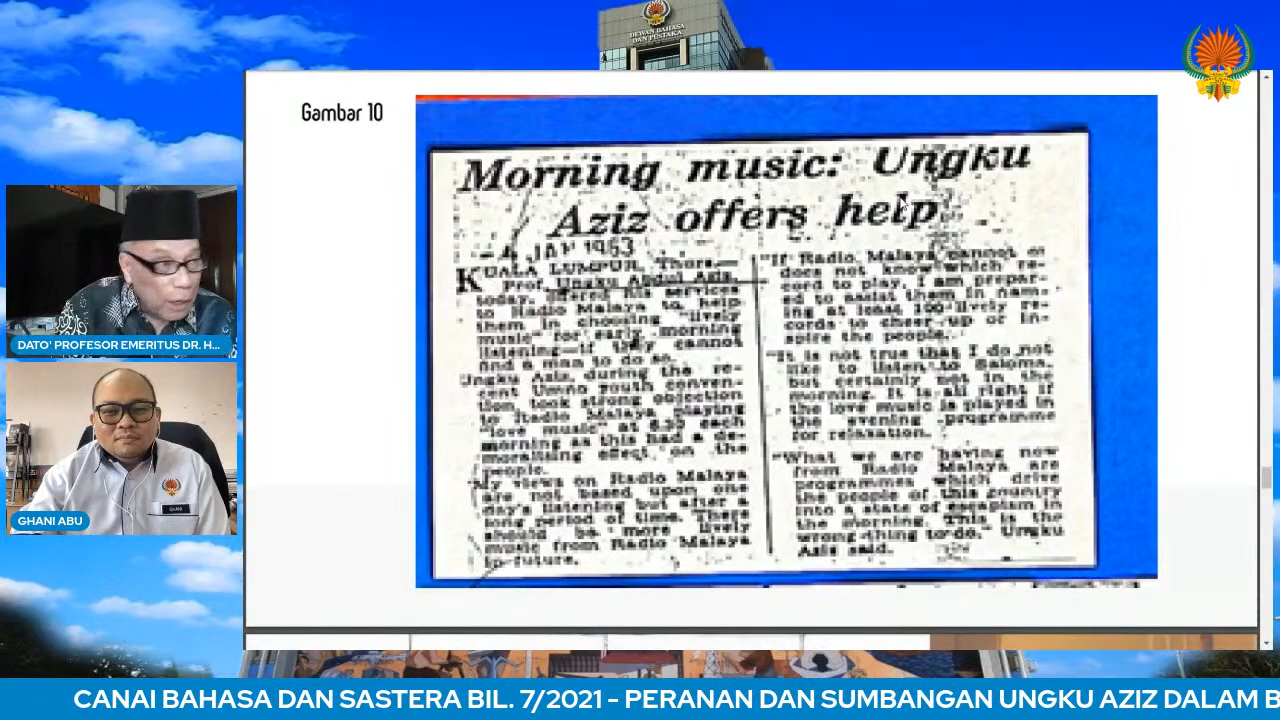 DEWAN BAHASA
DAN PUSTAKA
Gambar 10
Morning music: Ungku
Aziz offers help
- 4 JAN 1963
KUALA LUMPUR, Thurs.—
Prof. Ungku Abdul Aziz,
today, offered his services
to Radio Malaya to help
them in choosing "lively
music" for early morning
listening—if they cannot
find a man to do so.
Ungku Aziz, during the re-
cent Umno youth conven-
tion, took strong objection
to Radio Malaya playing
"love music" at 6.35 each
morning as this had a de-
moralising effect on the
people.
"My views on Radio Malaya
are not based upon one
day's listening but after a
long period of time. There
should be more lively
music from Radio Malaya
in future.
"If Radio Malaya cannot or
does not know which re-
cord to play, I am prepar-
ed to assist them in nam-
ing at least 100 lively re-
cords to cheer up or in-
spire the people.
"It is not true that I do not
like to listen to Saloma,
but certainly not in the
morning. It is all right if
the love music is played in
the evening programme
for relaxation.
"What we are having now
from Radio Malaya are
programmes which drive
the people of this country
into a state of escapism in
the morning. This is the
wrong thing to do." Ungku
Aziz said.
DATO' PROFESOR EMERITUS DR. H...
GHANI ABU
CANAI BAHASA DAN SASTERA BIL. 7/2021 - PERANAN DAN SUMBANGAN UNGKU AZIZ DALAM B